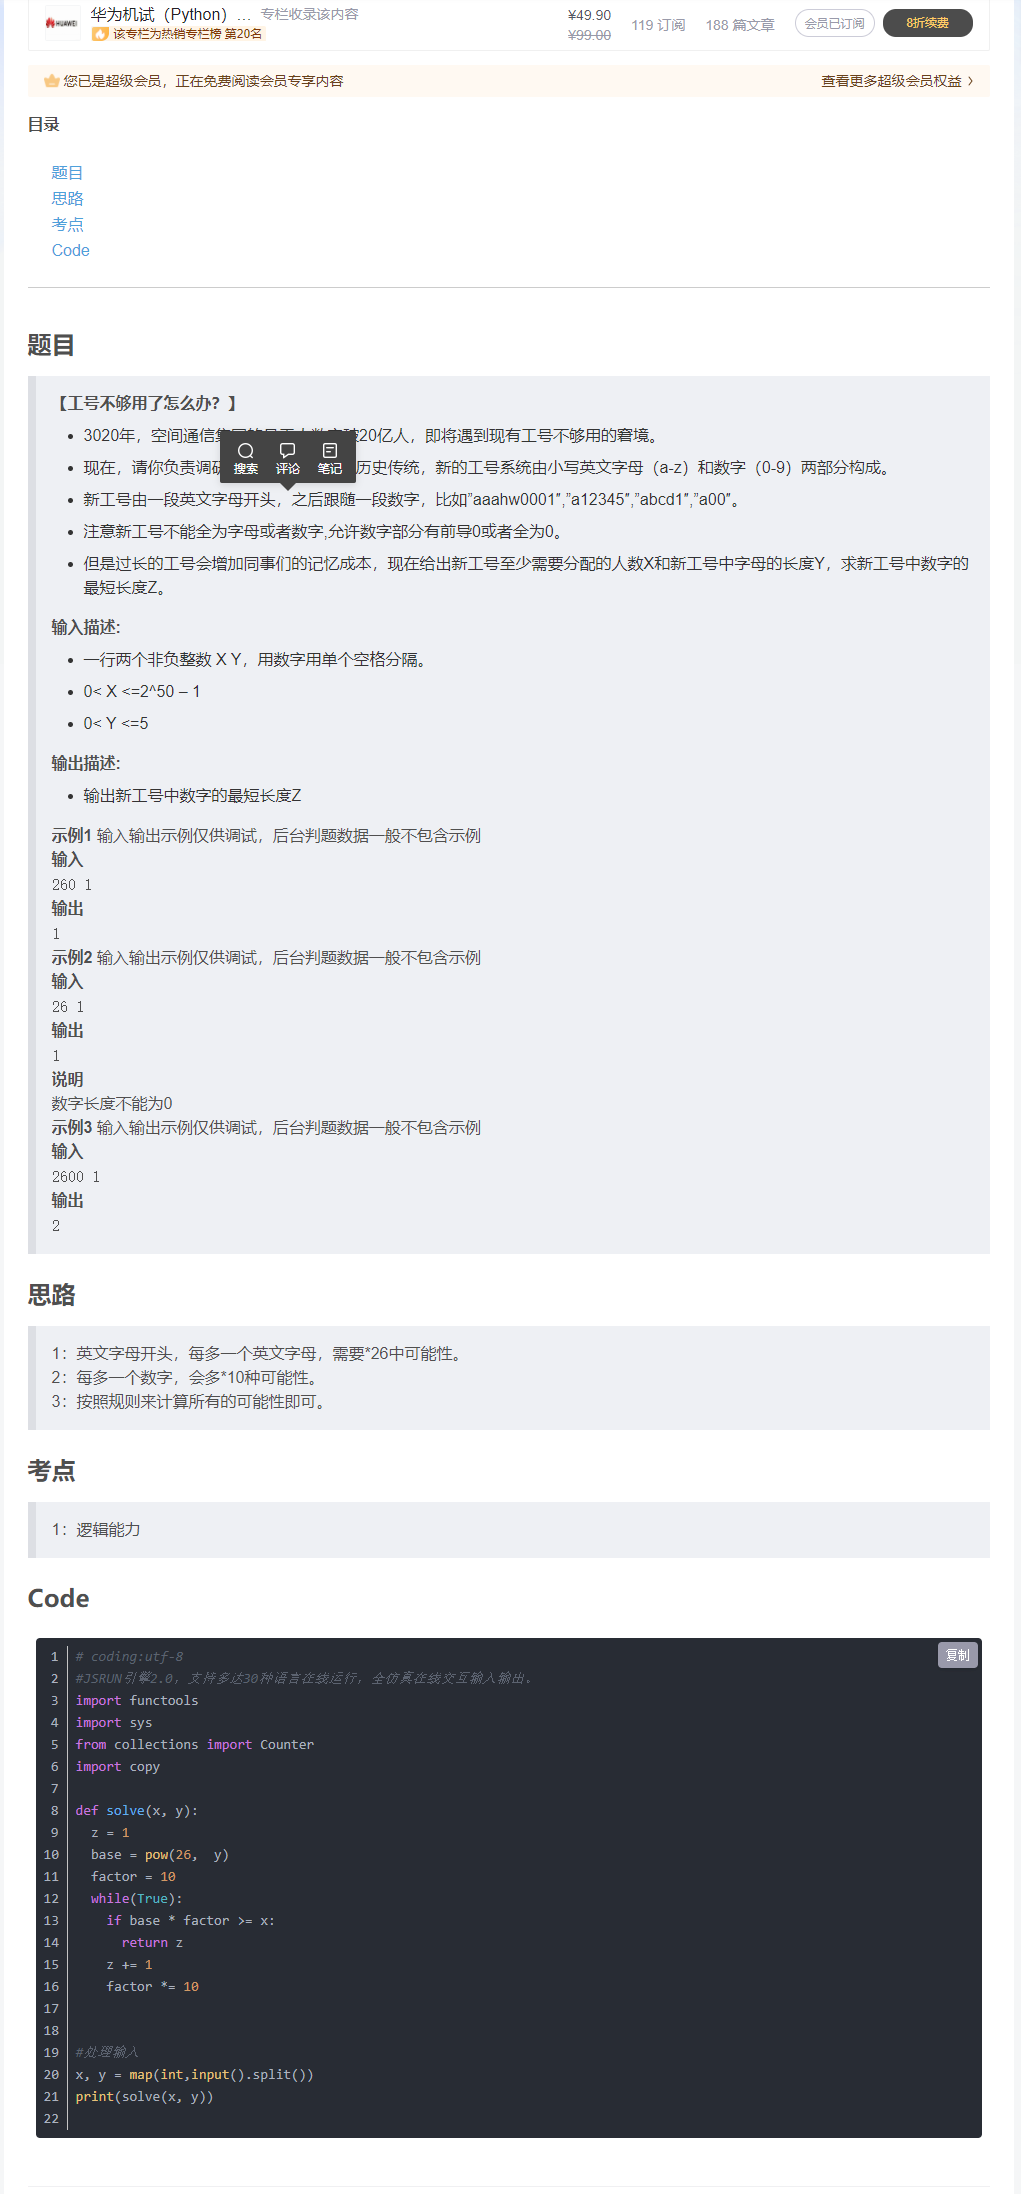 HUAWEI
华为机试（Python）... 专栏收录该内容
该专栏为热销专栏榜 第20名
¥49.90
¥99.00
119 订阅
188 篇文章
会员已订阅
8折续费
您已是超级会员，正在免费阅读会员专享内容
查看更多超级会员权益 >
目录
题目
思路
考点
Code
题目
【工号不够用了怎么办？】
3020年，空间通信集 破20亿人，即将遇到现有工号不够用的窘境。
搜索 评论 笔记
现在，请你负责调研 历史传统，新的工号系统由小写英文字母（a-z）和数字（0-9）两部分构成。
新工号由一段英文字母开头，之后跟随一段数字，比如”aaahw0001″,”a12345″,”abcd1″,”a00″。
注意新工号不能全为字母或者数字,允许数字部分有前导0或者全为0。
但是过长的工号会增加同事们的记忆成本，现在给出新工号至少需要分配的人数X和新工号中字母的长度Y，求新工号中数字的
最短长度Z。
输入描述:
一行两个非负整数 X Y，用数字用单个空格分隔。
0< X <=2^50 – 1
0< Y <=5
输出描述:
输出新工号中数字的最短长度Z
示例1 输入输出示例仅供调试，后台判题数据一般不包含示例
输入
260 1
输出
1
示例2 输入输出示例仅供调试，后台判题数据一般不包含示例
输入
26 1
输出
1
说明
数字长度不能为0
示例3 输入输出示例仅供调试，后台判题数据一般不包含示例
输入
2600 1
输出
2
思路
1：英文字母开头，每多一个英文字母，需要*26中可能性。
2：每多一个数字，会多*10种可能性。
3：按照规则来计算所有的可能性即可。
考点
1：逻辑能力
Code
复制
1 # coding:utf-8
2 #JSRUN引擎2.0，支持多达30种语言在线运行，全仿真在线交互输入输出.
3 import functools
4 import sys
5 from collections import Counter
6 import copy
7
8 def solve(x, y):
9 z = 1
10 base = pow(26,  y)
11 factor = 10
12 while(True):
13 if base * factor >= x:
14 return z
15 z += 1
16 factor *= 10
17
18
19 #处理输入
20 x, y = map(int,input().split())
21 print(solve(x, y))
22